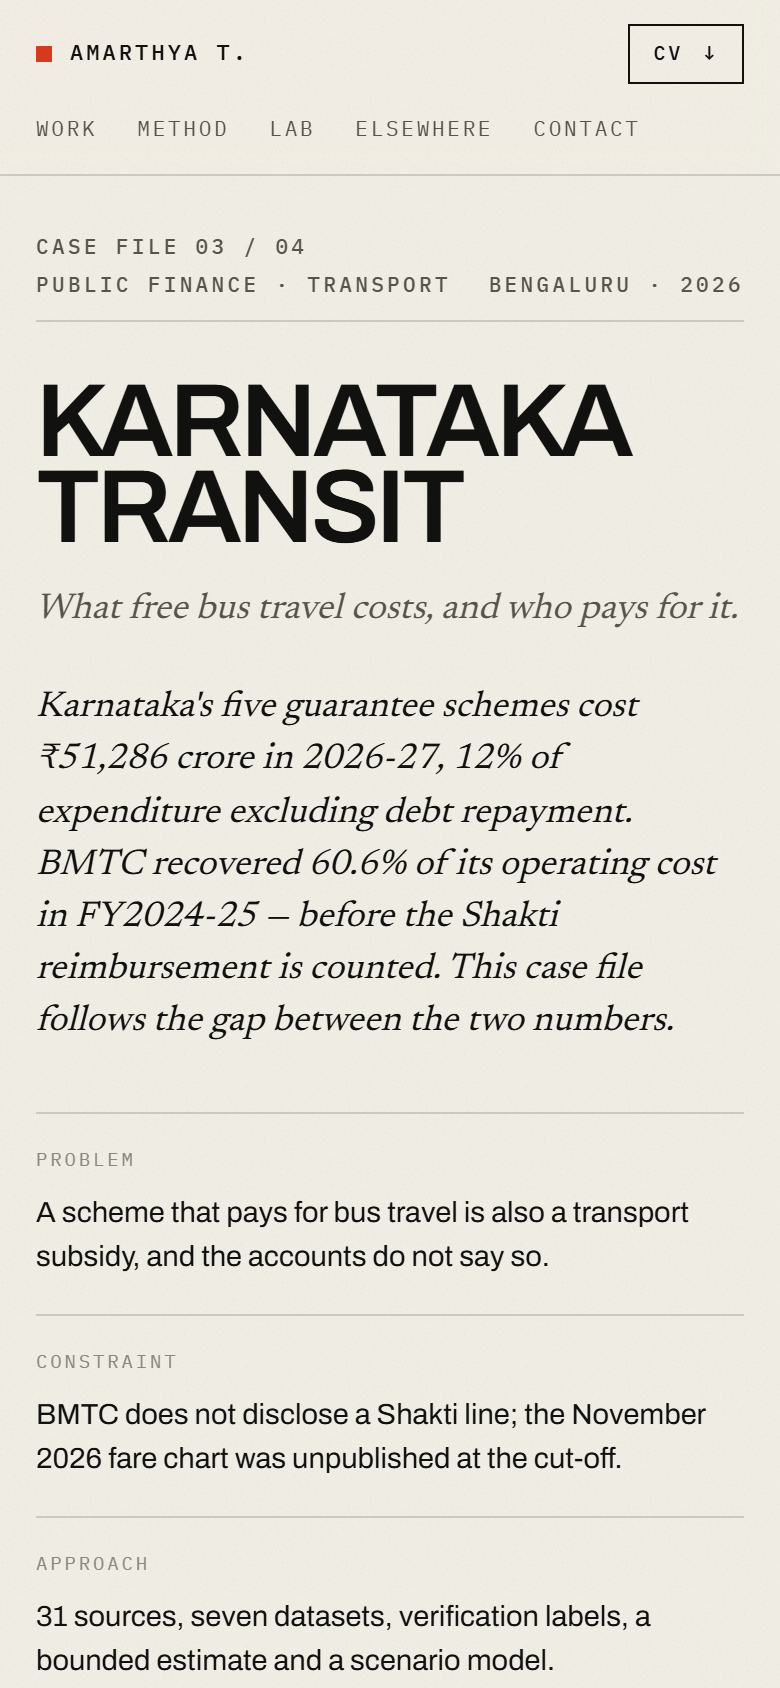 AMARTHYA T.
CV ↓
WORK METHOD LAB ELSEWHERE CONTACT
CASE FILE 03 / 04
PUBLIC FINANCE · TRANSPORT BENGALURU · 2026
KARNATAKA
TRANSIT
What free bus travel costs, and who pays for it.
Karnataka's five guarantee schemes cost
₹51,286 crore in 2026-27, 12% of
expenditure excluding debt repayment.
BMTC recovered 60.6% of its operating cost
in FY2024-25 — before the Shakti
reimbursement is counted. This case file
follows the gap between the two numbers.
PROBLEM
A scheme that pays for bus travel is also a transport
subsidy, and the accounts do not say so.
CONSTRAINT
BMTC does not disclose a Shakti line; the November
2026 fare chart was unpublished at the cut-off.
APPROACH
31 sources, seven datasets, verification labels, a
bounded estimate and a scenario model.